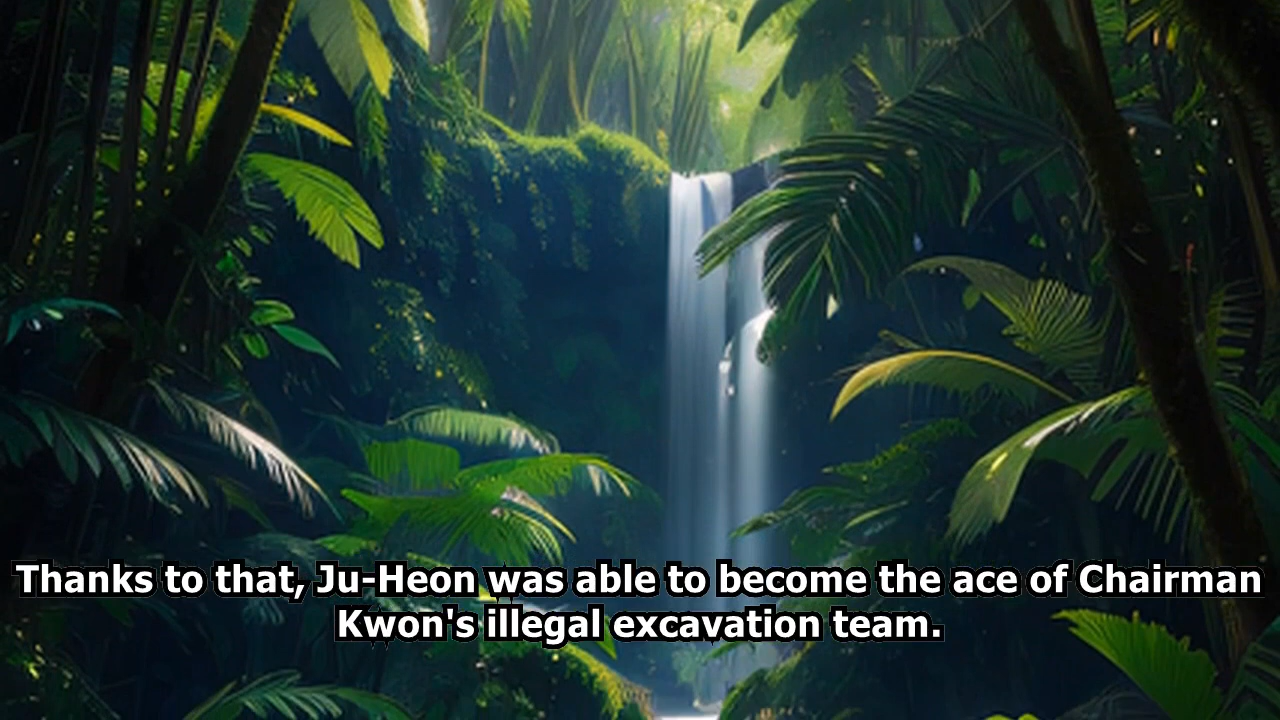 Thanks to that, Ju-Heon was able to become the ace of Chairman
Kwon's illegal excavation team.